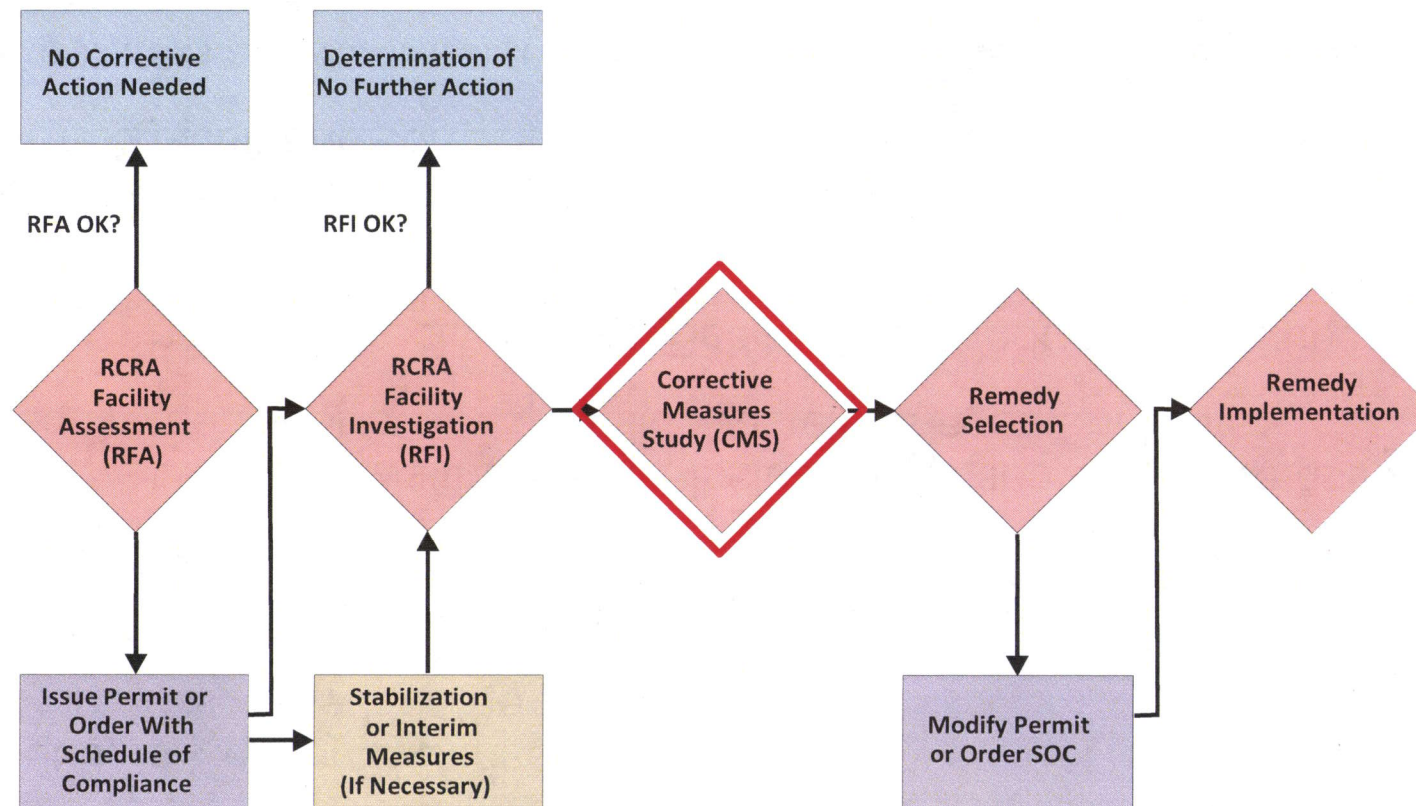 No Corrective
Action Needed
Determination of
No Further Action
RFA OK?
RFI OK?
RCRA
Facility
Assessment
(RFA)
RCRA
Facility
Investigation
(RFI)
Corrective
Measures
Study (CMS)
Remedy
Selection
Remedy
Implementation
Issue Permit or
Order With
Schedule of
Compliance
Stabilization
or Interim
Measures
(If Necessary)
Modify Permit
or Order SOC